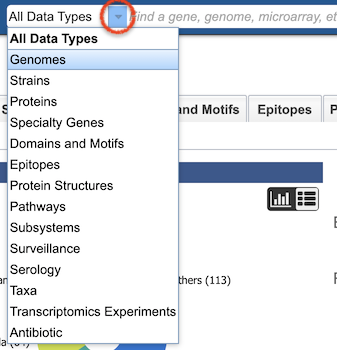 All Data Types Find a gene, genome, microarray, et
All Data Types
Genomes
Strains
Proteins
Specialty Genes
Domains and Motifs
and Motifs Epitopes P
Epitopes
Protein Structures
Pathways
Subsystems
Surveillance
Serology
Taxa
thers (113)
Transcriptomics Experiments
Antibiotic